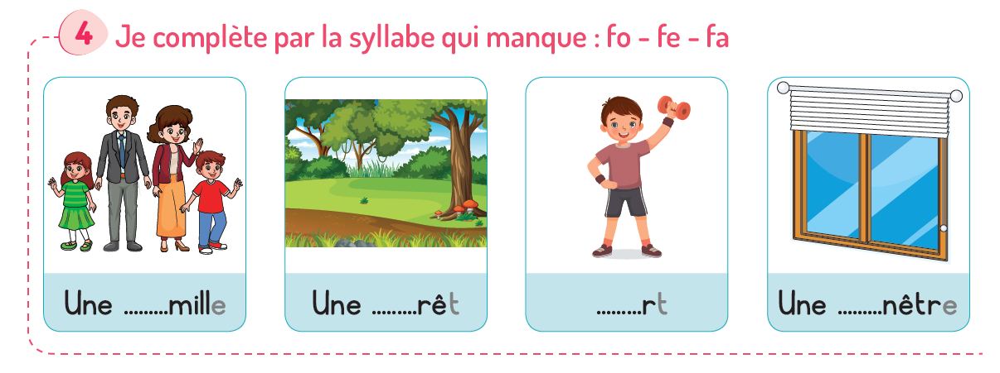 4 Je complète par la syllabe qui manque : fo - fe - fa
Une .........mille
Une .........rêt
.........rt
Une .........nêtre